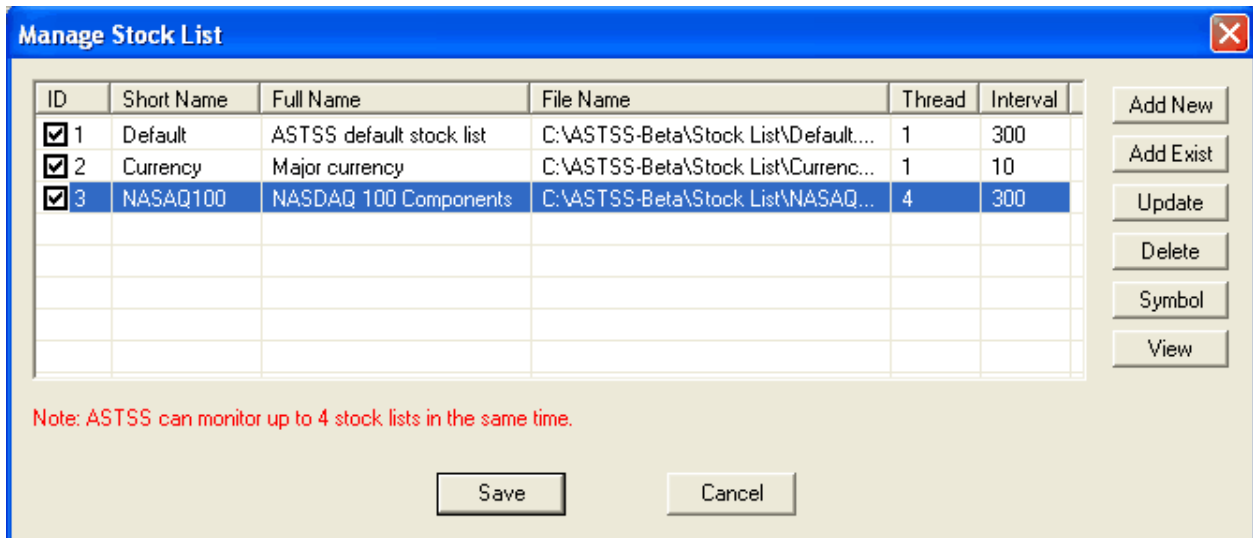 Manage Stock List
ID Short Name Full Name File Name Thread Interval
1 Default ASTSS default stock list C:\ASTSS-Beta\Stock List\Default.... 1 300
2 Currency Major currency C:\ASTSS-Beta\Stock List\Currenc... 1 10
3 NASAQ100 NASDAQ 100 Components C:\ASTSS-Beta\Stock List\NASAQ... 4 300
Add New
Add Exist
Update
Delete
Symbol
View
Note: ASTSS can monitor up to 4 stock lists in the same time.
Save Cancel